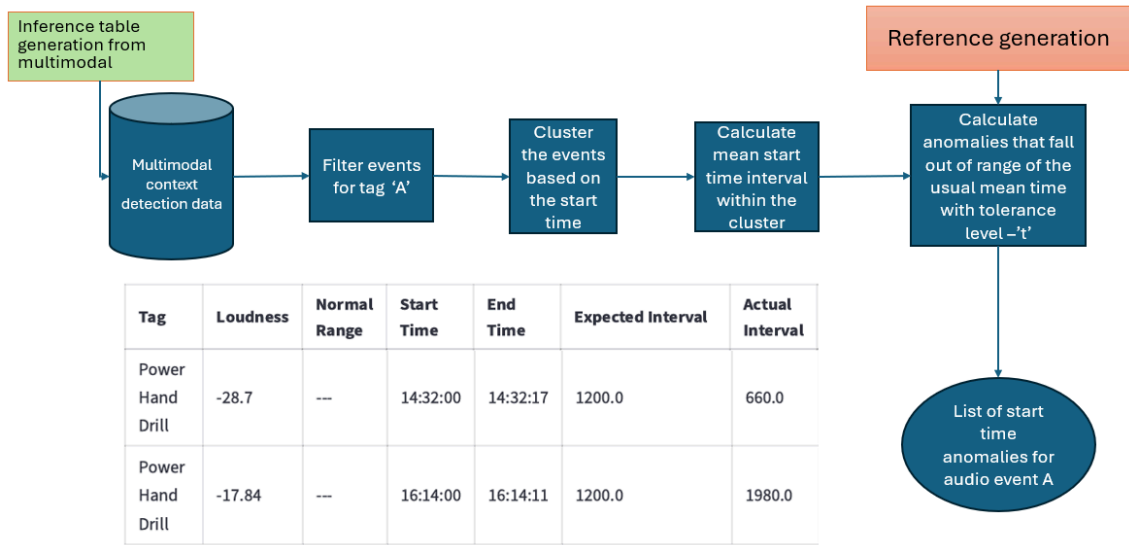 Inference table
generation from
multimodal
Reference generation
Multimodal
context
detection data
Filter events
for tag ‘A’
Cluster
the events
based on
the start
time
Calculate
mean start
time interval
within the
cluster
Calculate
anomalies that fall
out of range of the
usual mean time
with tolerance
level –’t’
List of start
time
anomalies for
audio event A
Tag Loudness Normal Range Start Time End Time Expected Interval Actual Interval
Power Hand Drill -28.7 --- 14:32:00 14:32:17 1200.0 660.0
Power Hand Drill -17.84 --- 16:14:00 16:14:11 1200.0 1980.0